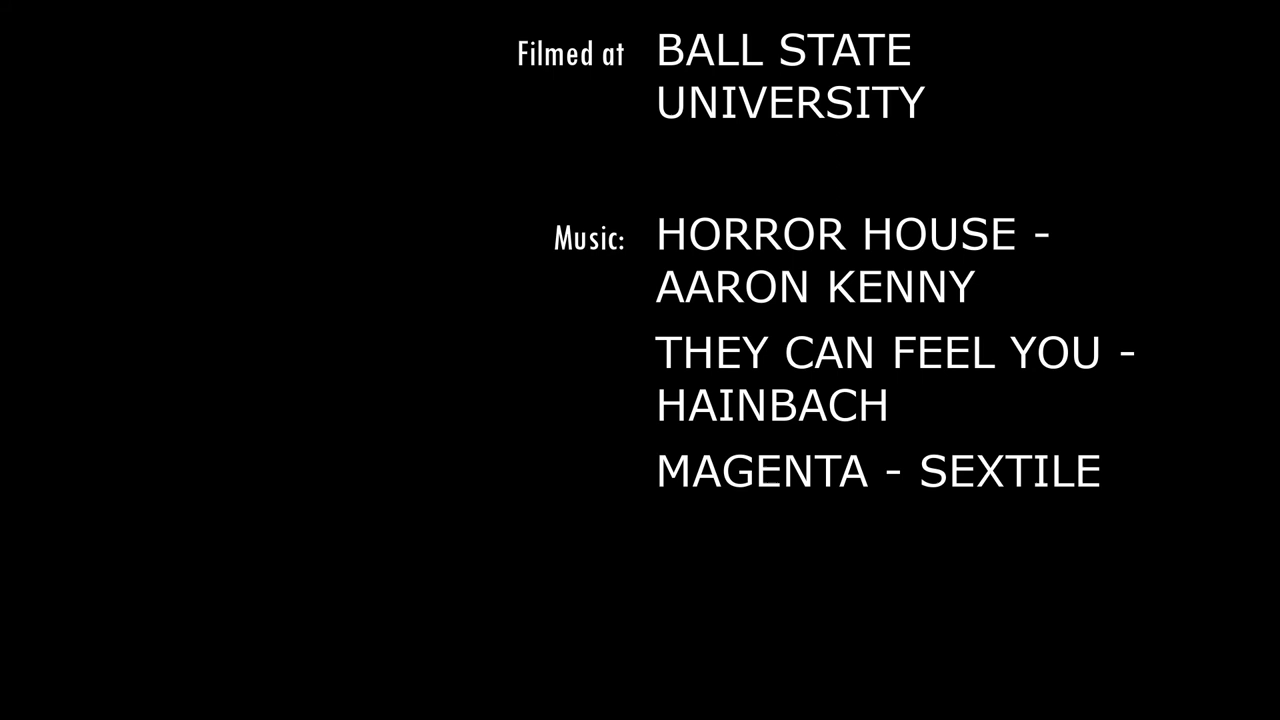 Filmed at BALL STATE
UNIVERSITY
Music: HORROR HOUSE -
AARON KENNY
THEY CAN FEEL YOU -
HAINBACH
MAGENTA - SEXTILE